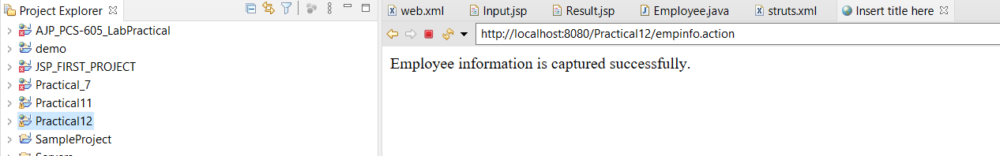 Project Explorer
AJP_PCS-605_LabPractical
demo
JSP_FIRST_PROJECT
Practical_7
Practical11
Practical12
SampleProject
web.xml Input.jsp Result.jsp Employee.java struts.xml Insert title here
http://localhost:8080/Practical12/empinfo.action
Employee information is captured successfully.